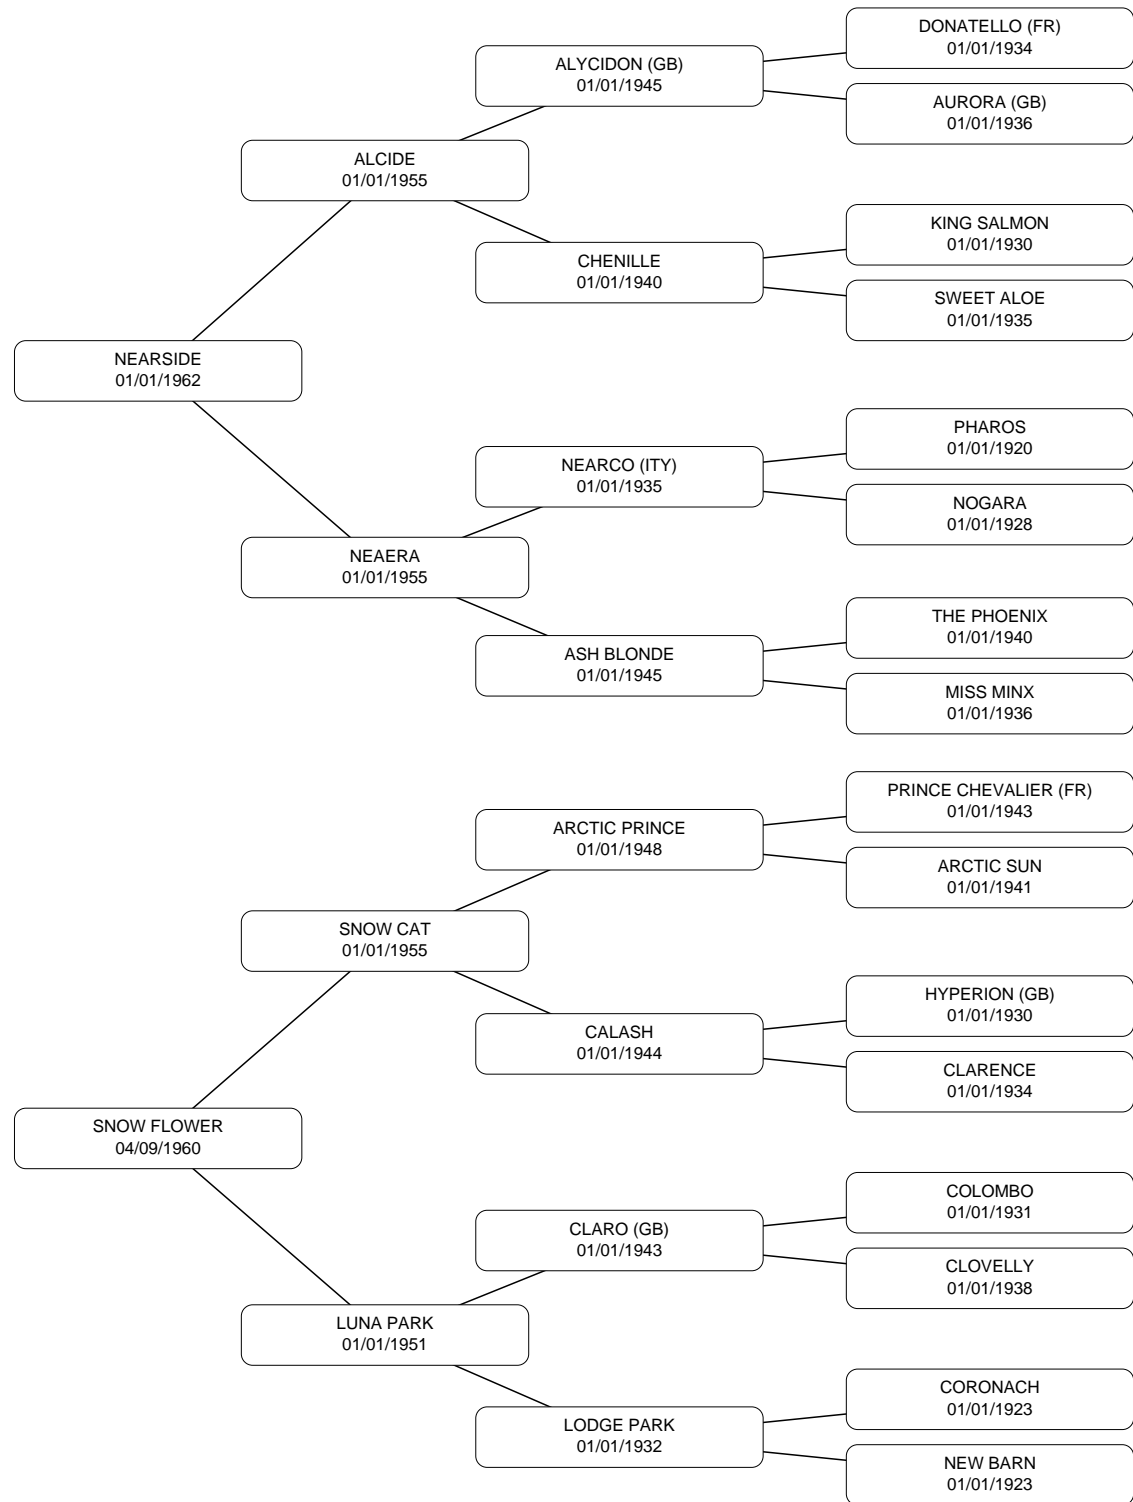 DONATELLO (FR)
01/01/1934
ALYCIDON (GB)
01/01/1945
AURORA (GB)
01/01/1936
ALCIDE
01/01/1955
KING SALMON
01/01/1930
CHENILLE
01/01/1940
SWEET ALOE
01/01/1935
NEARSIDE
01/01/1962
PHAROS
01/01/1920
NEARCO (ITY)
01/01/1935
NOGARA
01/01/1928
NEAERA
01/01/1955
THE PHOENIX
01/01/1940
ASH BLONDE
01/01/1945
MISS MINX
01/01/1936
PRINCE CHEVALIER (FR)
01/01/1943
ARCTIC PRINCE
01/01/1948
ARCTIC SUN
01/01/1941
SNOW CAT
01/01/1955
HYPERION (GB)
01/01/1930
CALASH
01/01/1944
CLARENCE
01/01/1934
SNOW FLOWER
04/09/1960
COLOMBO
01/01/1931
CLARO (GB)
01/01/1943
CLOVELLY
01/01/1938
LUNA PARK
01/01/1951
CORONACH
01/01/1923
LODGE PARK
01/01/1932
NEW BARN
01/01/1923